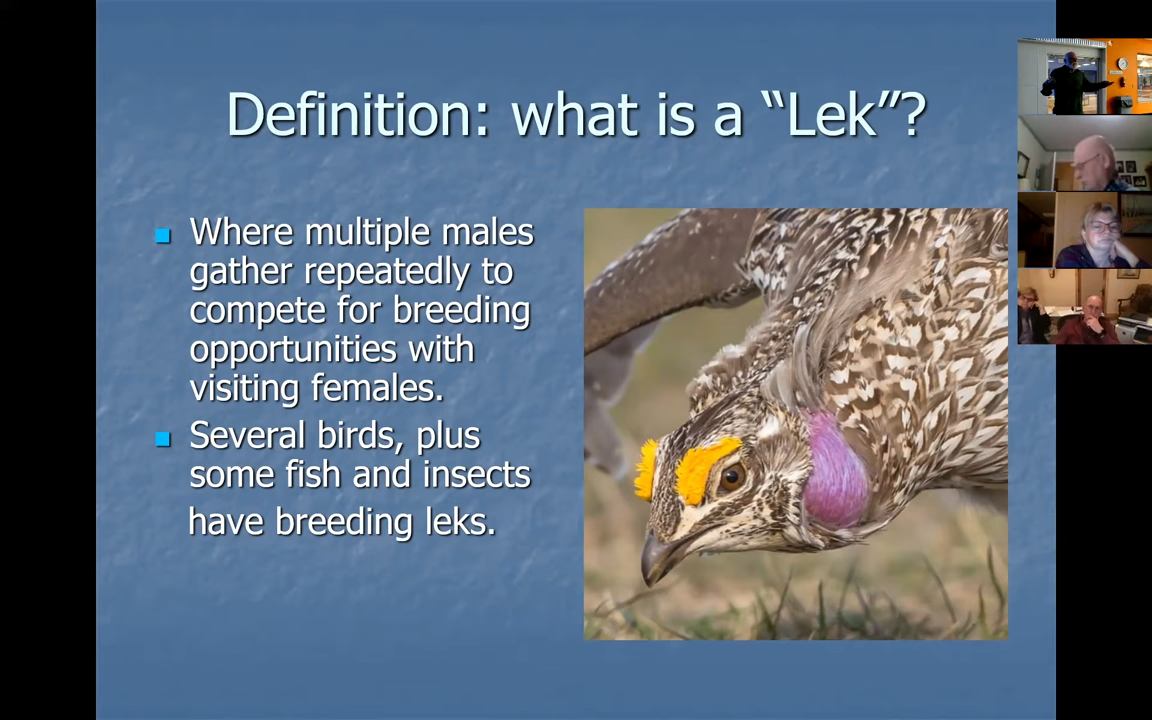 Definition: what is a “Lek”?
Where multiple males
gather repeatedly to
compete for breeding
opportunities with
visiting females.
Several birds, plus
some fish and insects
have breeding leks.